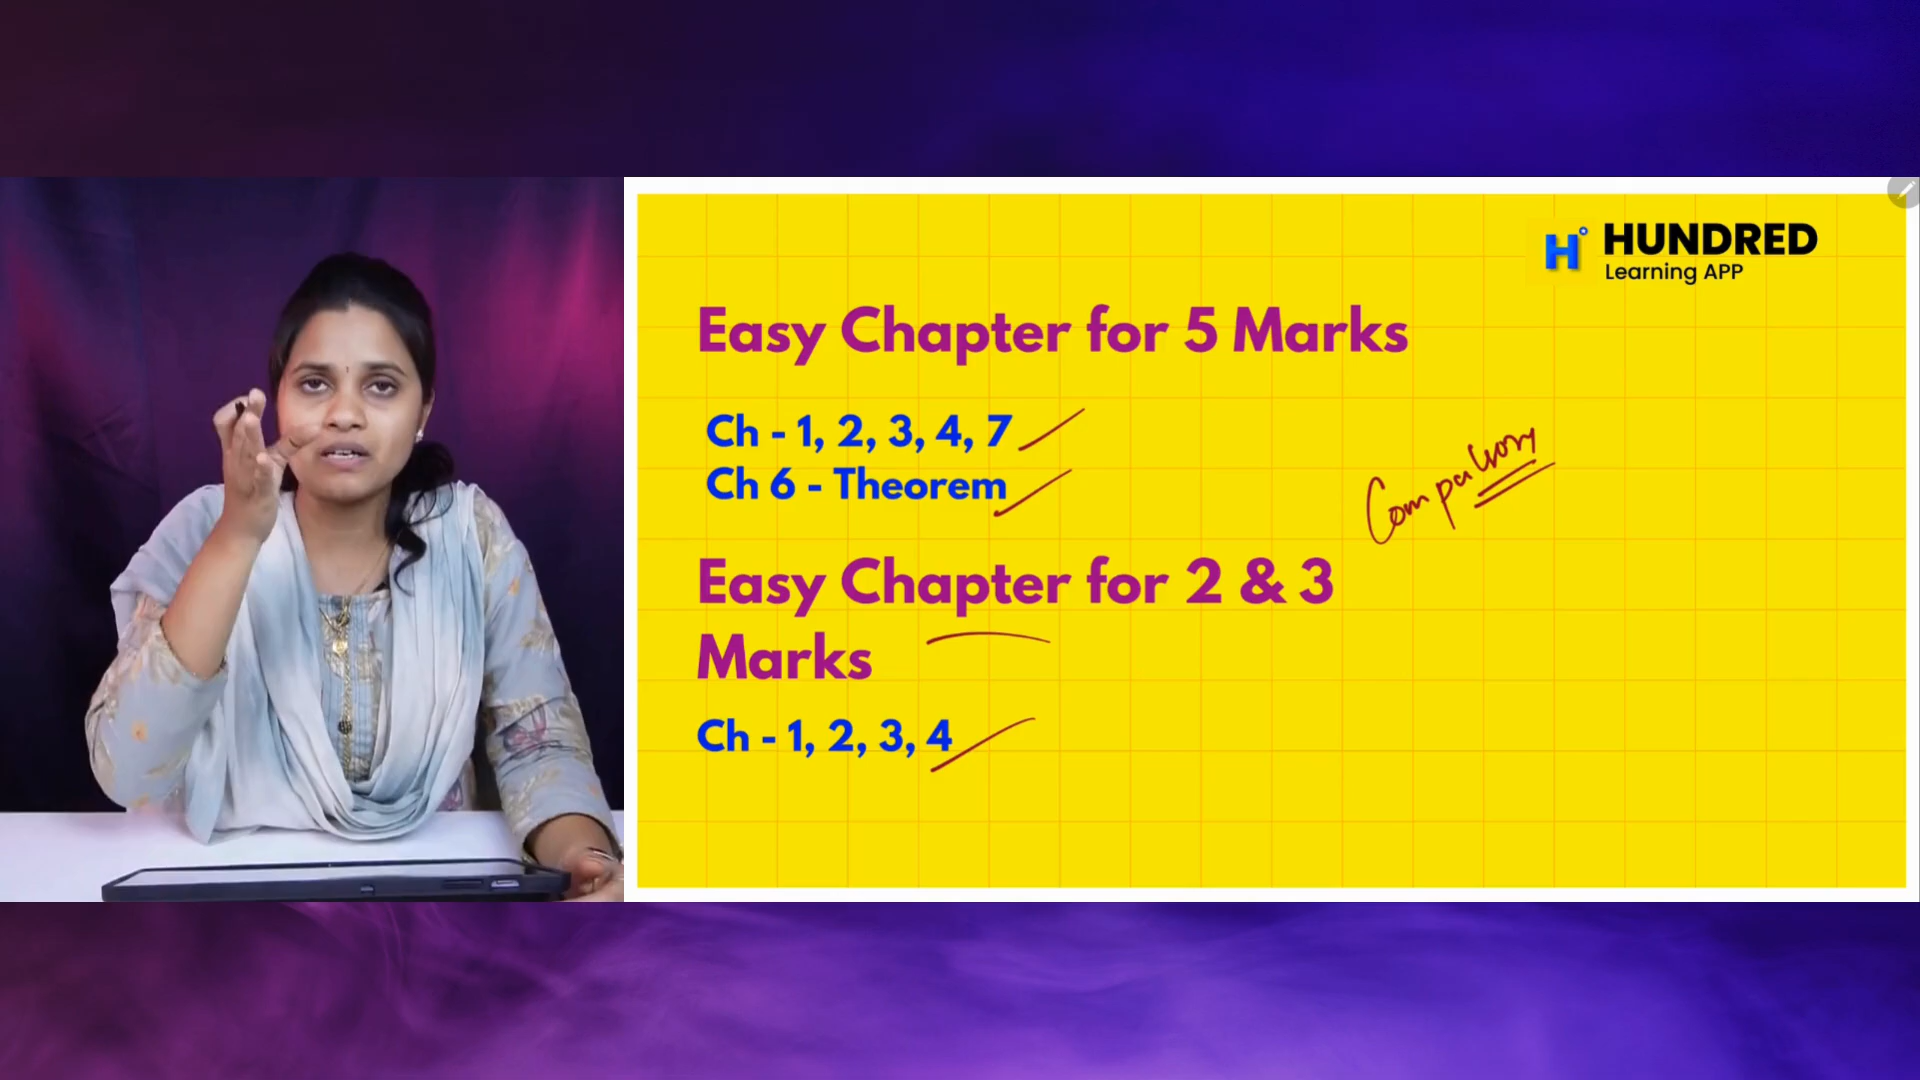 H° HUNDRED
Learning APP
Easy Chapter for 5 Marks
Ch - 1, 2, 3, 4, 7
Ch 6 - Theorem
Compulsory
Easy Chapter for 2 & 3
Marks
Ch - 1, 2, 3, 4